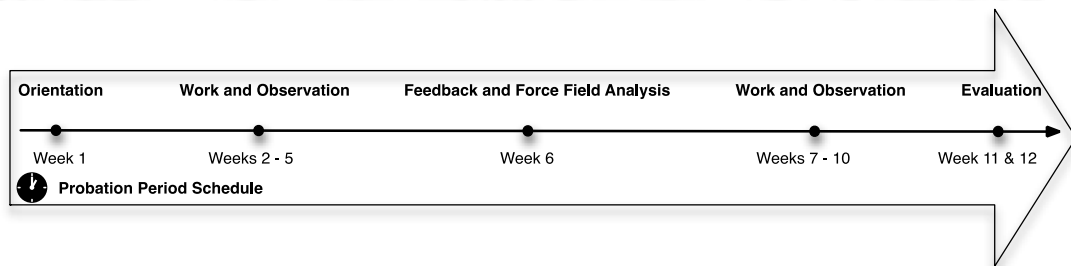 Orientation
Work and Observation
Feedback and Force Field Analysis
Work and Observation
Evaluation
Week 1
Weeks 2 - 5
Week 6
Weeks 7 - 10
Week 11 & 12
Probation Period Schedule